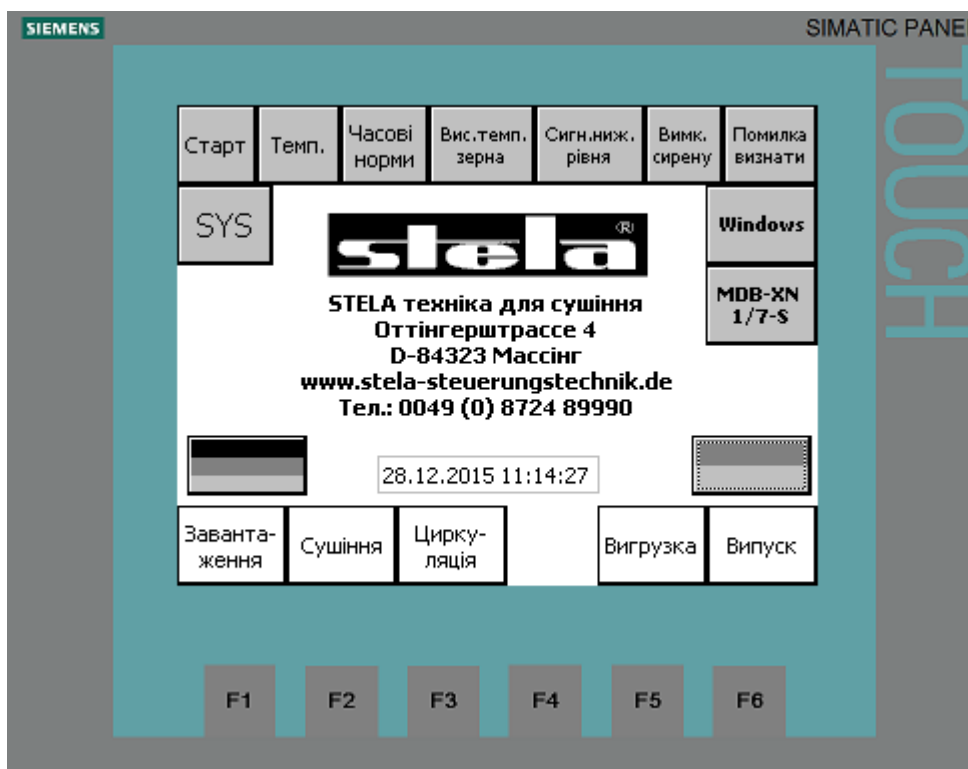 SIEMENS
SIMATIC PANE
TOUCH
Старт
Темп.
Часові
норми
Вис.темп.
зерна
Сигн.ниж.
рівня
Вимк.
сирену
Помилка
визнати
SYS
stela®
Windows
MDB-XN
1/7-S
STELA техніка для сушіння
Оттінгерштрассе 4
D-84323 Массінг
www.stela-steuerungstechnik.de
Тел.: 0049 (0) 8724 89990
28.12.2015 11:14:27
Заванта-
ження
Сушіння
Цирку-
ляція
Вигрузка
Випуск
F1
F2
F3
F4
F5
F6